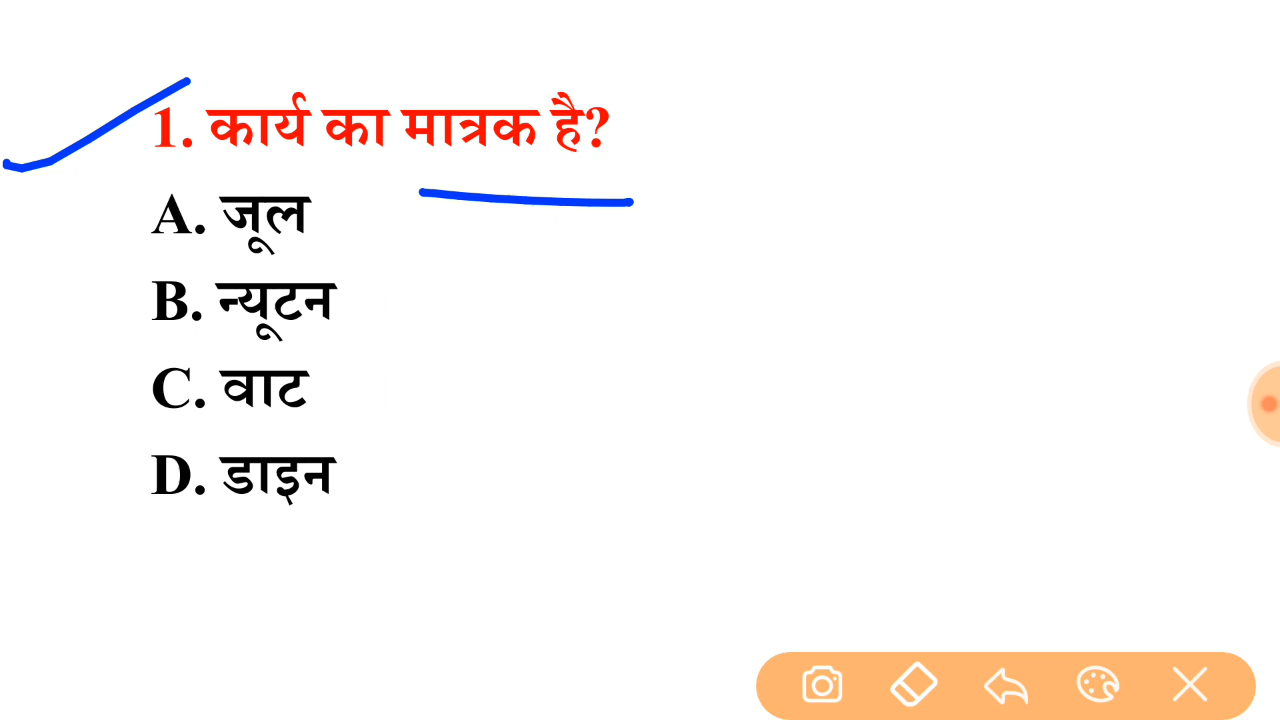 1. कार्य का मात्रक है?
A. जूल
B. न्यूटन
C. वाट
D. डाइन